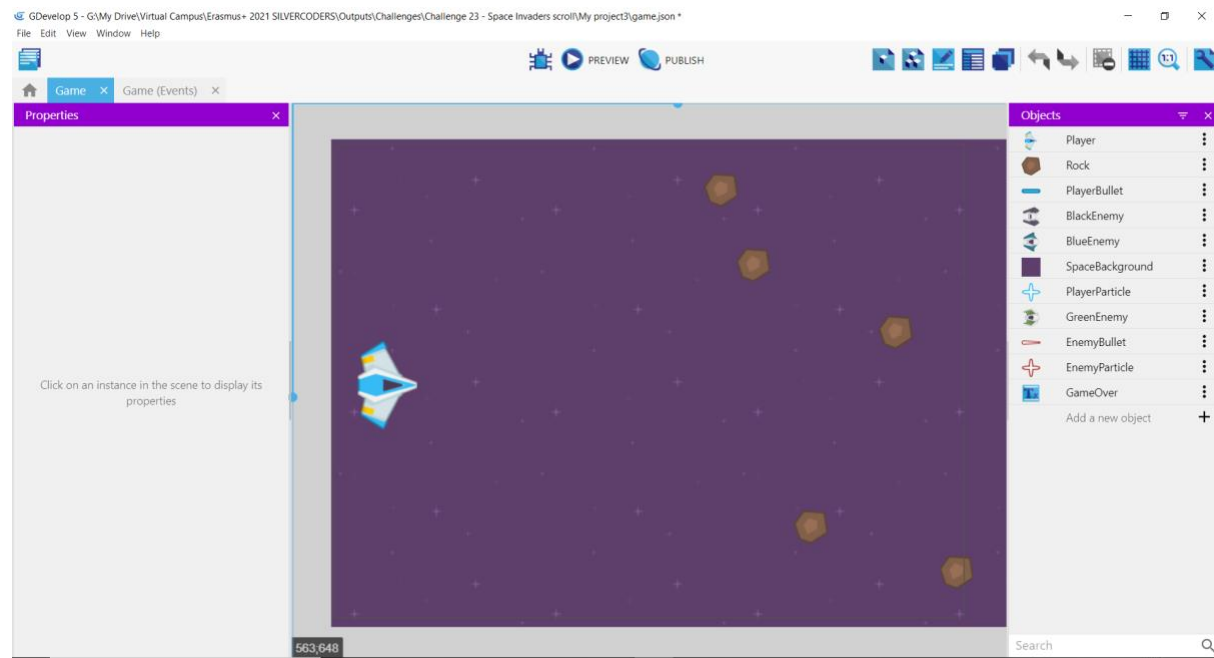 GDevelop 5 - G:\My Drive\Virtual Campus\Erasmus+ 2021 SILVERCODERS\Outputs\Challenges\Challenge 23 - Space Invaders scroll\My project3\game.json *
File Edit View Window Help
PREVIEW PUBLISH
1:1
Game × Game (Events) ×
Properties ×
Click on an instance in the scene to display its
properties
563;648
Objects ×
Player
Rock
PlayerBullet
BlackEnemy
BlueEnemy
SpaceBackground
PlayerParticle
GreenEnemy
EnemyBullet
EnemyParticle
GameOver
Add a new object +
Search